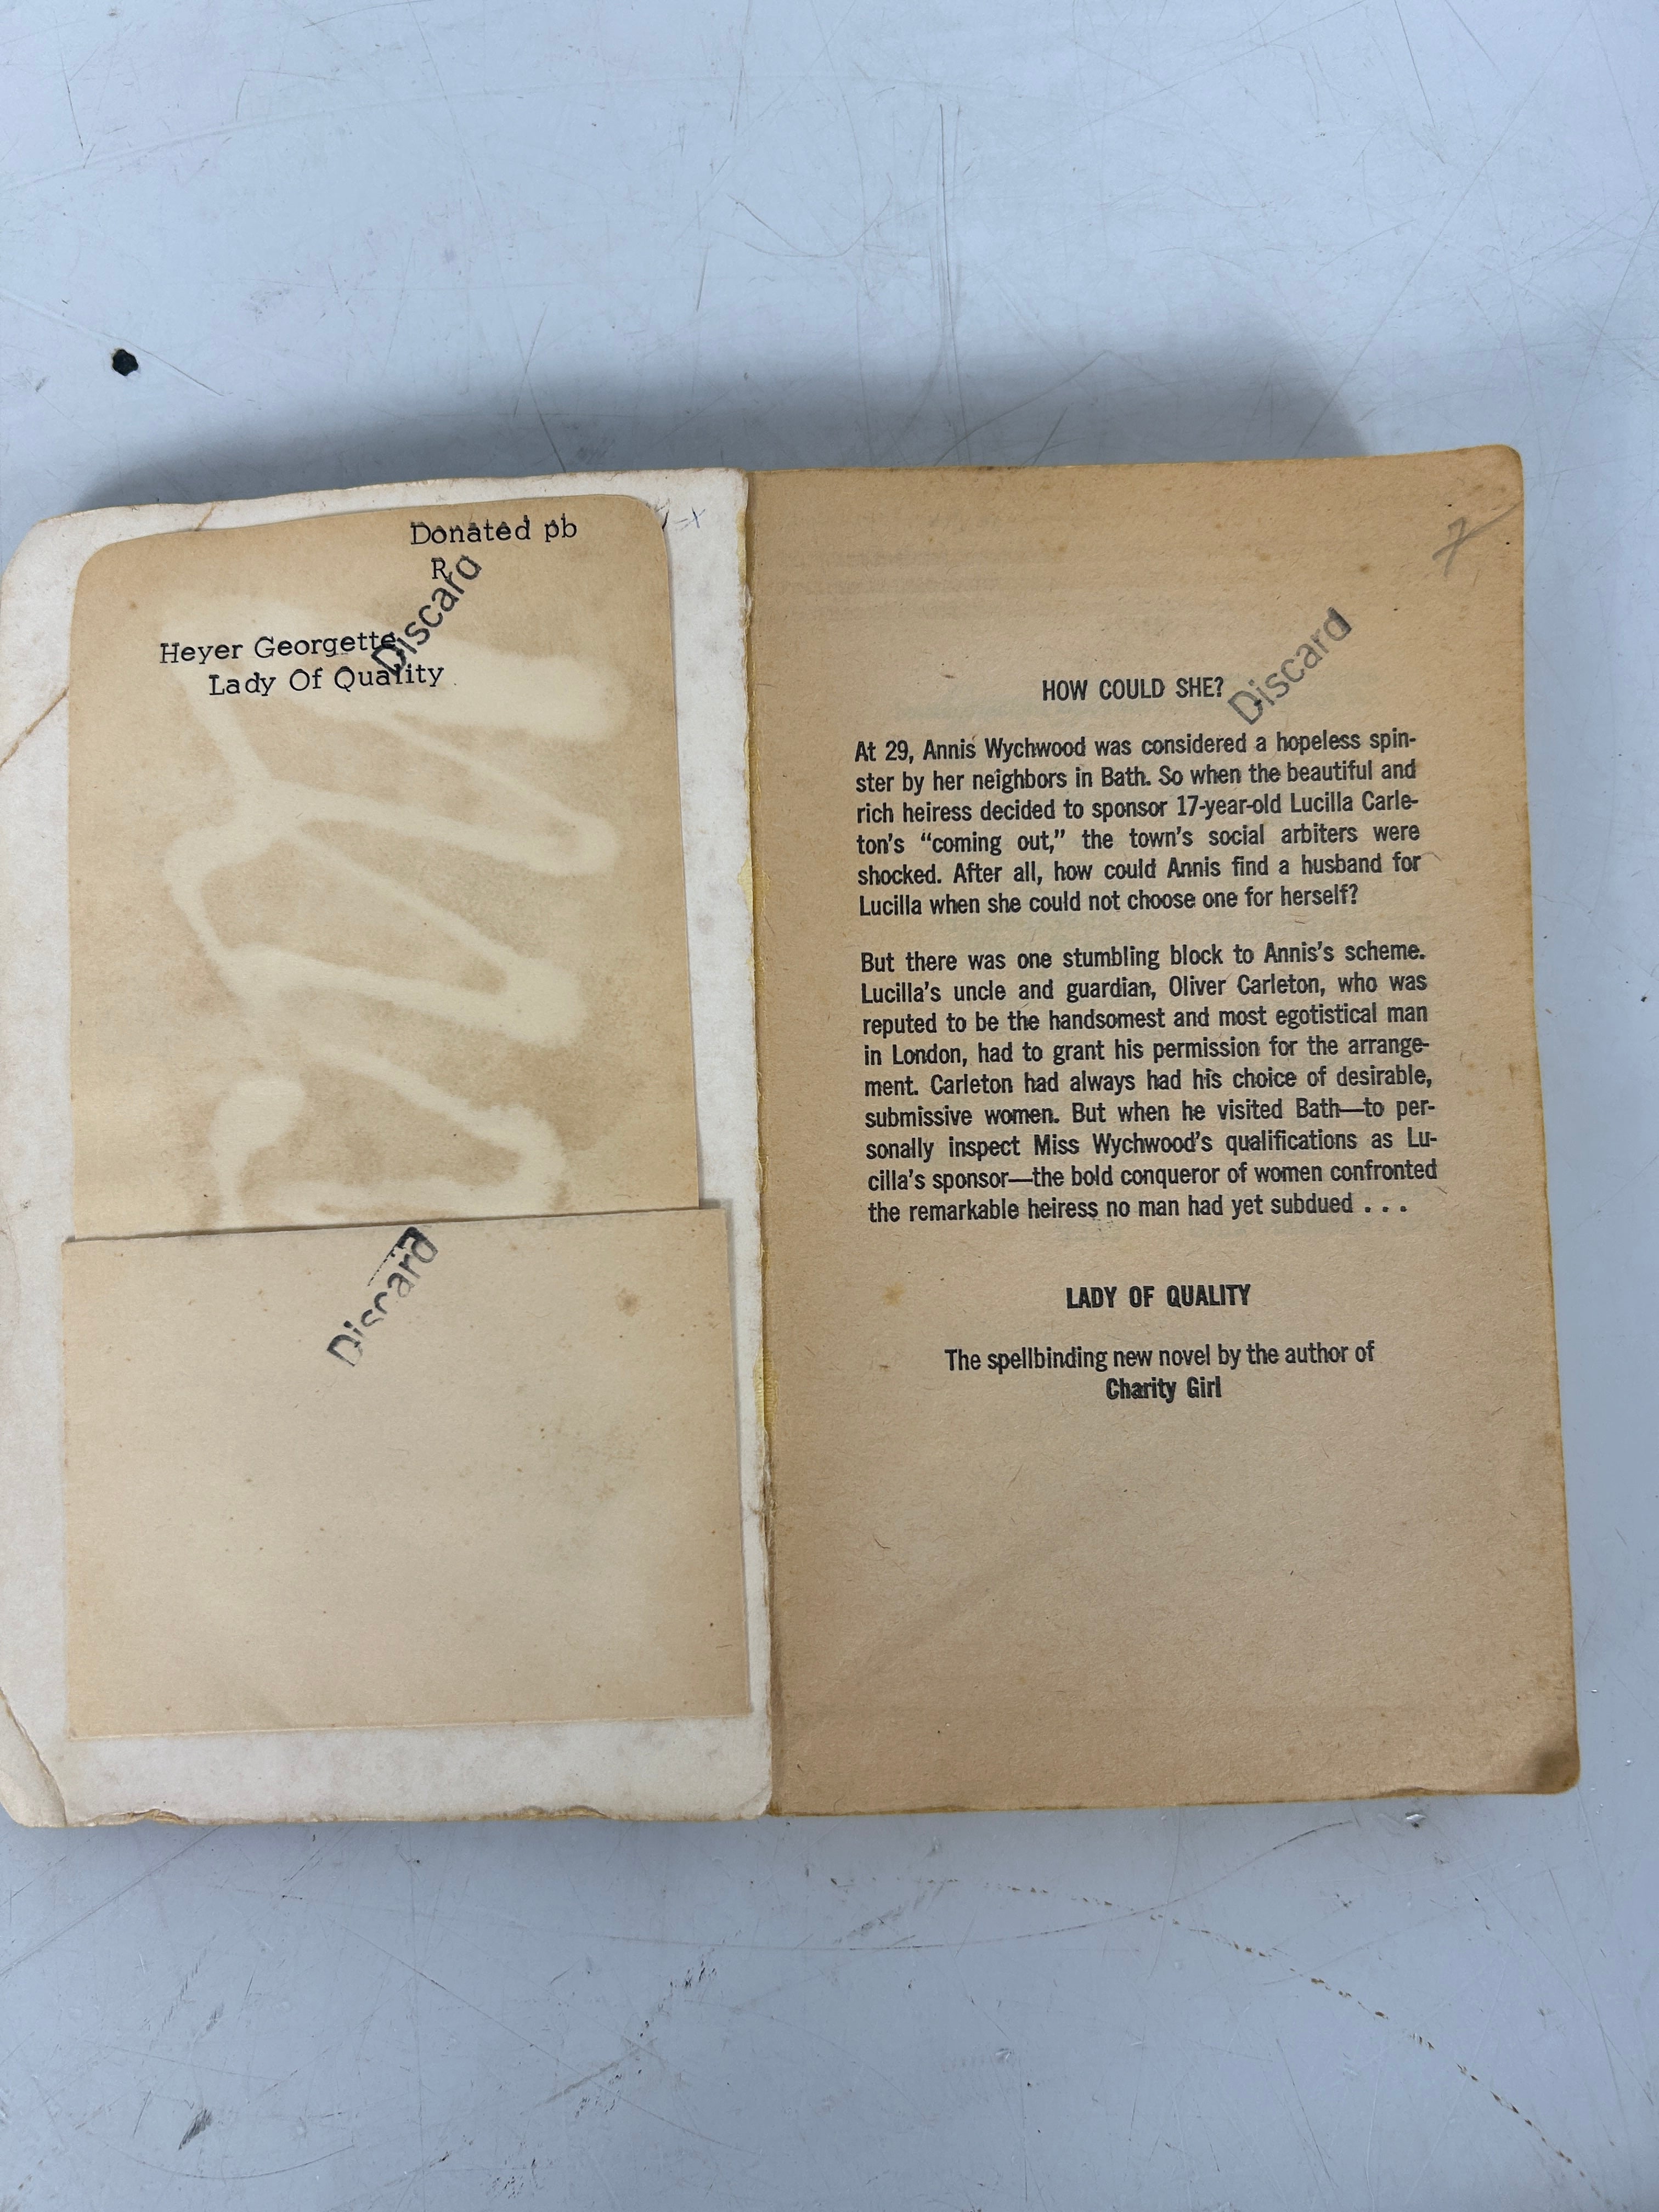 Donated pb
R
Discard
Heyer Georgette
Lady Of Quality
Discard
7
Discard
HOW COULD SHE?
At 29, Annis Wychwood was considered a hopeless spin-
ster by her neighbors in Bath. So when the beautiful and
rich heiress decided to sponsor 17-year-old Lucilla Carle-
ton's “coming out,” the town's social arbiters were
shocked. After all, how could Annis find a husband for
Lucilla when she could not choose one for herself?
But there was one stumbling block to Annis's scheme.
Lucilla's uncle and guardian, Oliver Carleton, who was
reputed to be the handsomest and most egotistical man
in London, had to grant his permission for the arrange-
ment. Carleton had always had his choice of desirable,
submissive women. But when he visited Bath—to per-
sonally inspect Miss Wychwood's qualifications as Lu-
cilla's sponsor—the bold conqueror of women confronted
the remarkable heiress no man had yet subdued . . .
LADY OF QUALITY
The spellbinding new novel by the author of
Charity Girl